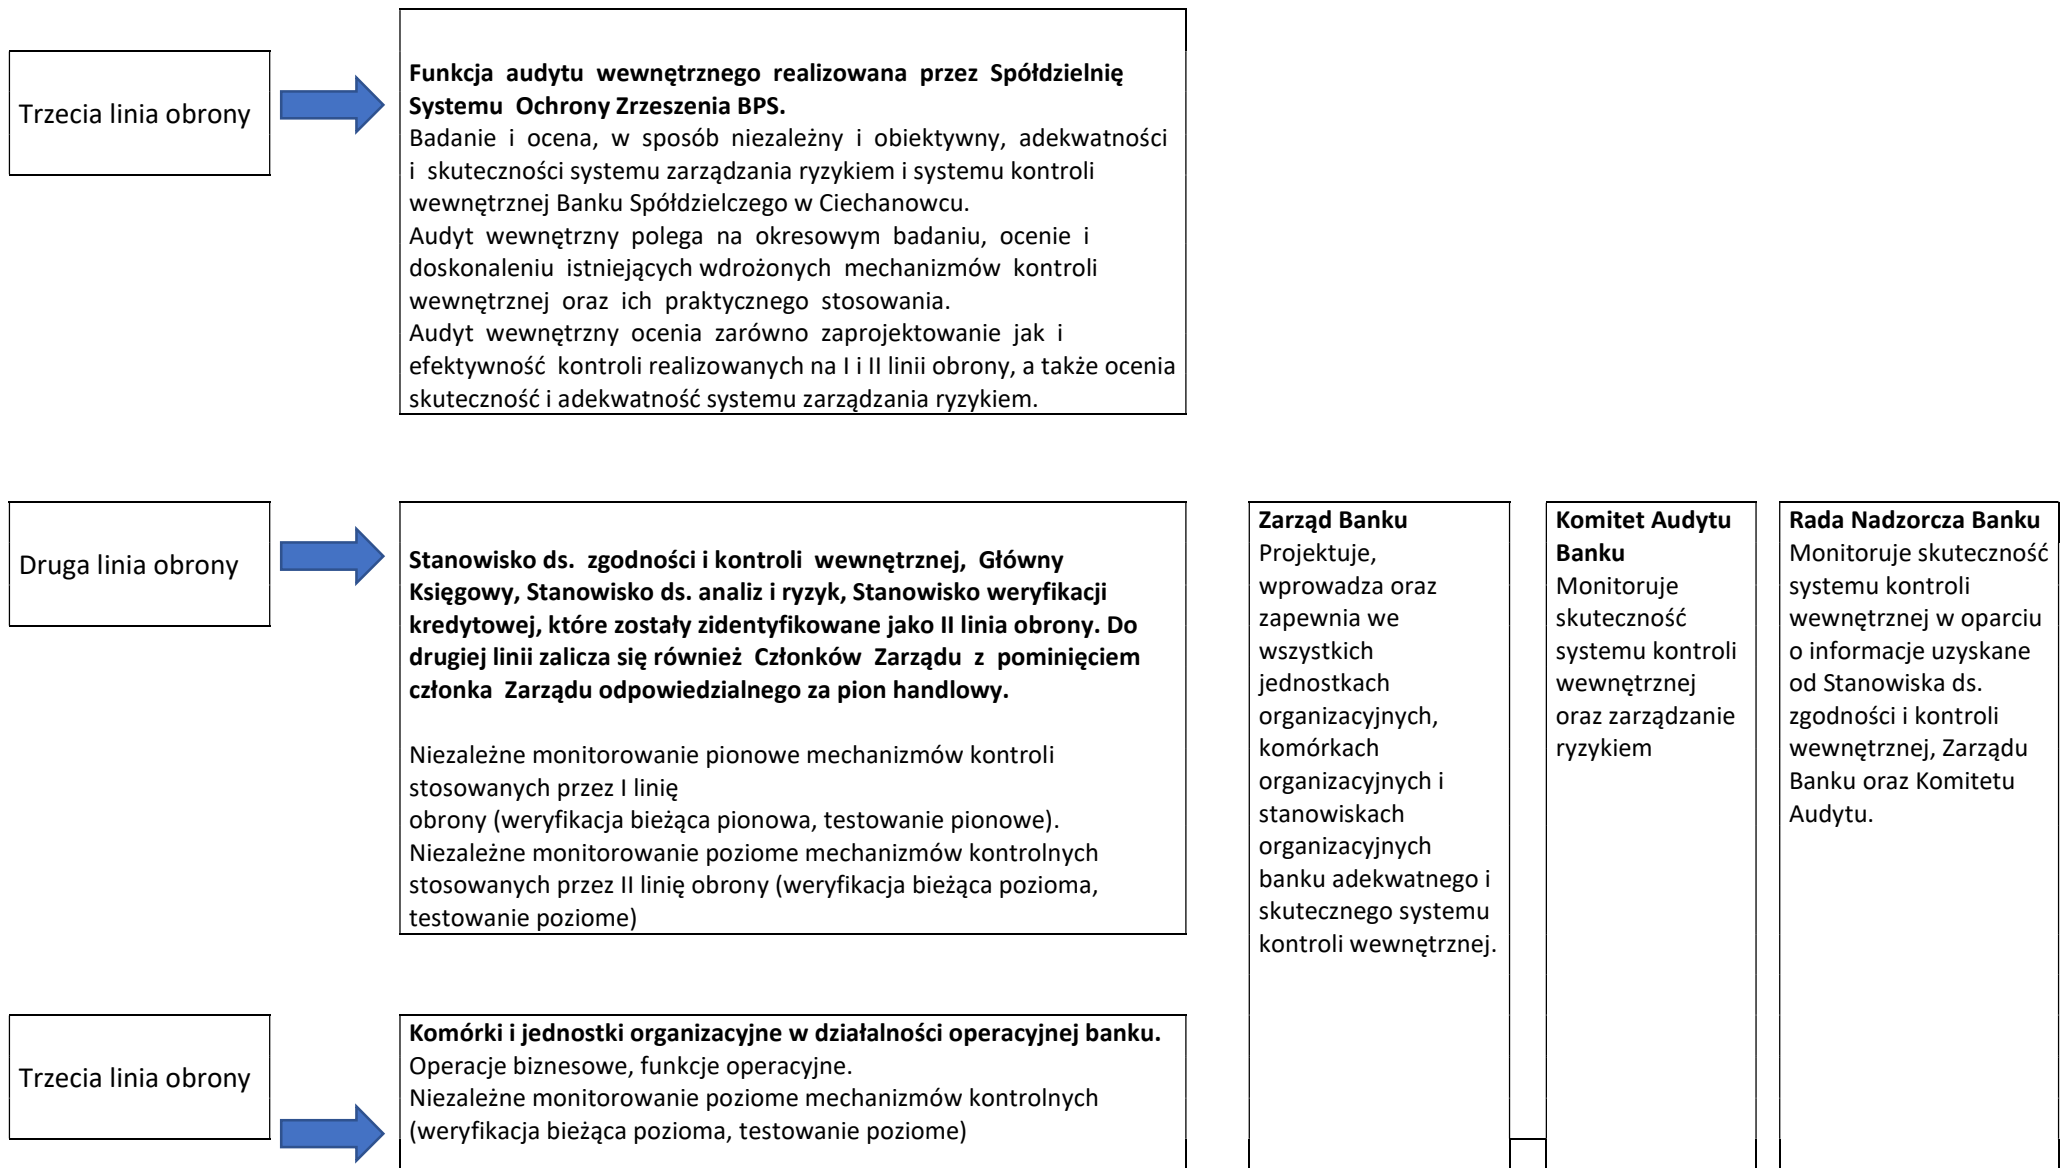 Trzecia linia obrony
Funkcja audytu wewnętrznego realizowana przez Spółdzielnię
Systemu Ochrony Zrzeszenia BPS.
Badanie i ocena, w sposób niezależny i obiektywny, adekwatności
i skuteczności systemu zarządzania ryzykiem i systemu kontroli
wewnętrznej Banku Spółdzielczego w Ciechanowcu.
Audyt wewnętrzny polega na okresowym badaniu, ocenie i
doskonaleniu istniejących wdrożonych mechanizmów kontroli
wewnętrznej oraz ich praktycznego stosowania.
Audyt wewnętrzny ocenia zarówno zaprojektowanie jak i
efektywność kontroli realizowanych na I i II linii obrony, a także ocenia
skuteczność i adekwatność systemu zarządzania ryzykiem.
Druga linia obrony
Stanowisko ds. zgodności i kontroli wewnętrznej, Główny
Księgowy, Stanowisko ds. analiz i ryzyk, Stanowisko weryfikacji
kredytowej, które zostały zidentyfikowane jako II linia obrony. Do
drugiej linii zalicza się również Członków Zarządu z pominięciem
członka Zarządu odpowiedzialnego za pion handlowy.
Niezależne monitorowanie pionowe mechanizmów kontroli
stosowanych przez I linię
obrony (weryfikacja bieżąca pionowa, testowanie pionowe).
Niezależne monitorowanie poziome mechanizmów kontrolnych
stosowanych przez II linię obrony (weryfikacja bieżąca pozioma,
testowanie poziome)
Zarząd Banku
Projektuje,
wprowadza oraz
zapewnia we
wszystkich
jednostkach
organizacyjnych,
komórkach
organizacyjnych i
stanowiskach
organizacyjnych
banku adekwatnego i
skutecznego systemu
kontroli wewnętrznej.
Komitet Audytu
Banku
Monitoruje
skuteczność
systemu kontroli
wewnętrznej
oraz zarządzanie
ryzykiem
Rada Nadzorcza Banku
Monitoruje skuteczność
systemu kontroli
wewnętrznej w oparciu
o informacje uzyskane
od Stanowiska ds.
zgodności i kontroli
wewnętrznej, Zarządu
Banku oraz Komitetu
Audytu.
Trzecia linia obrony
Komórki i jednostki organizacyjne w działalności operacyjnej banku.
Operacje biznesowe, funkcje operacyjne.
Niezależne monitorowanie poziome mechanizmów kontrolnych
(weryfikacja bieżąca pozioma, testowanie poziome)